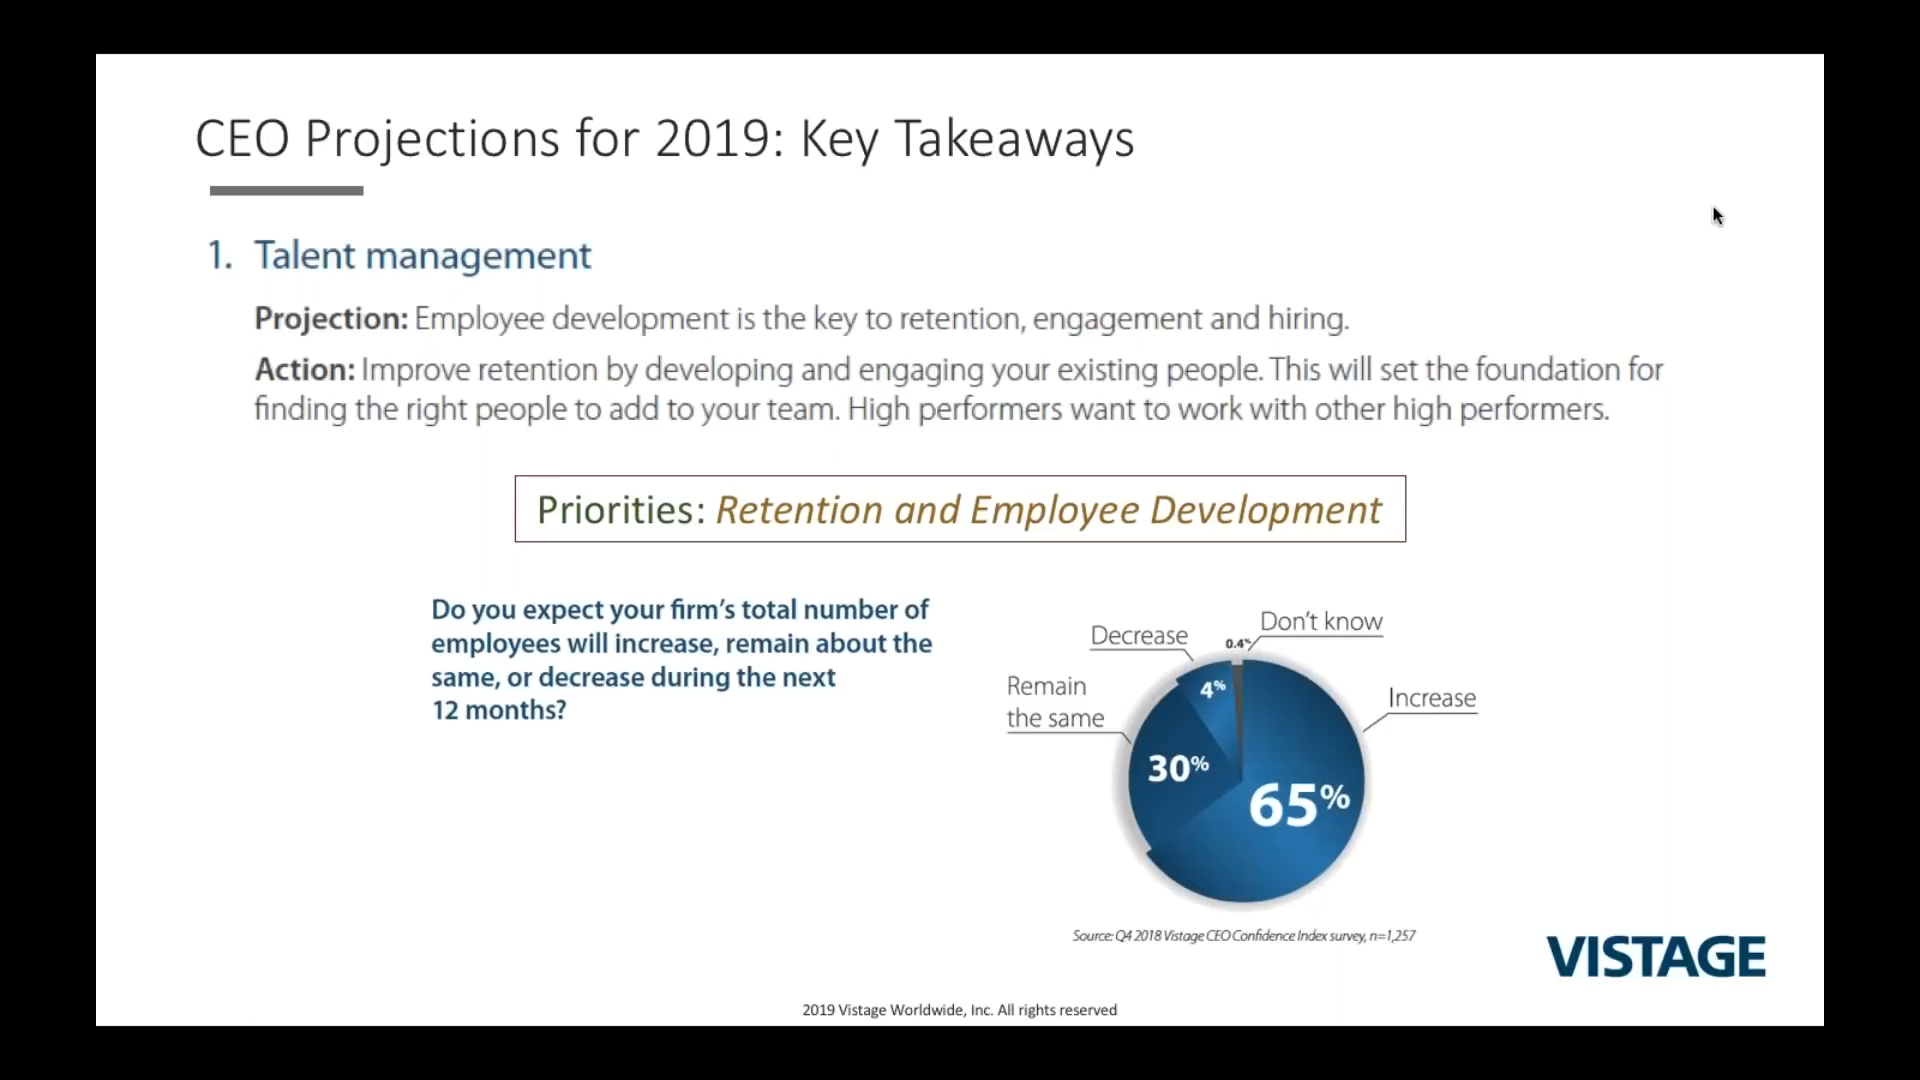 CEO Projections for 2019: Key Takeaways
1. Talent management
Projection: Employee development is the key to retention, engagement and hiring.
Action: Improve retention by developing and engaging your existing people. This will set the foundation for
finding the right people to add to your team. High performers want to work with other high performers.
Priorities: Retention and Employee Development
Do you expect your firm's total number of
employees will increase, remain about the
same, or decrease during the next
12 months?
Don't know
Decrease
0.4%
Remain
the same
4%
Increase
30%
65%
Source: Q4 2018 Vistage CEO Confidence Index survey, n=1,257
VISTAGE
2019 Vistage Worldwide, Inc. All rights reserved